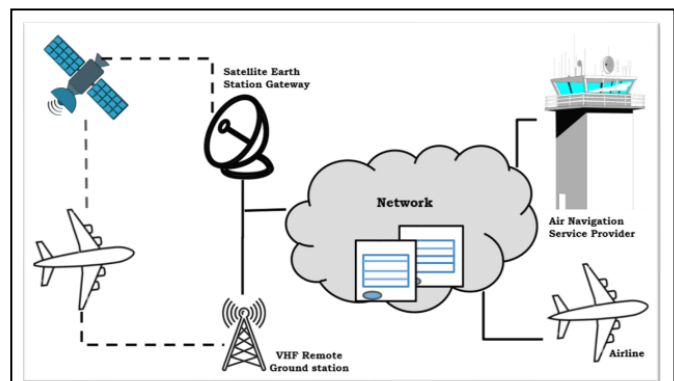 Satellite Earth
Station Gateway
Network
Air Navigation
Service Provider
VHF Remote
Ground station
Airline